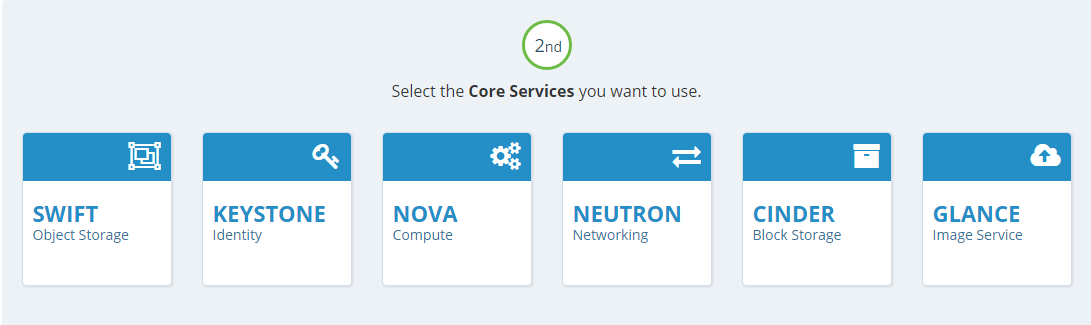 2nd
Select the Core Services you want to use.
SWIFT
Object Storage
KEYSTONE
Identity
NOVA
Compute
NEUTRON
Networking
CINDER
Block Storage
GLANCE
Image Service